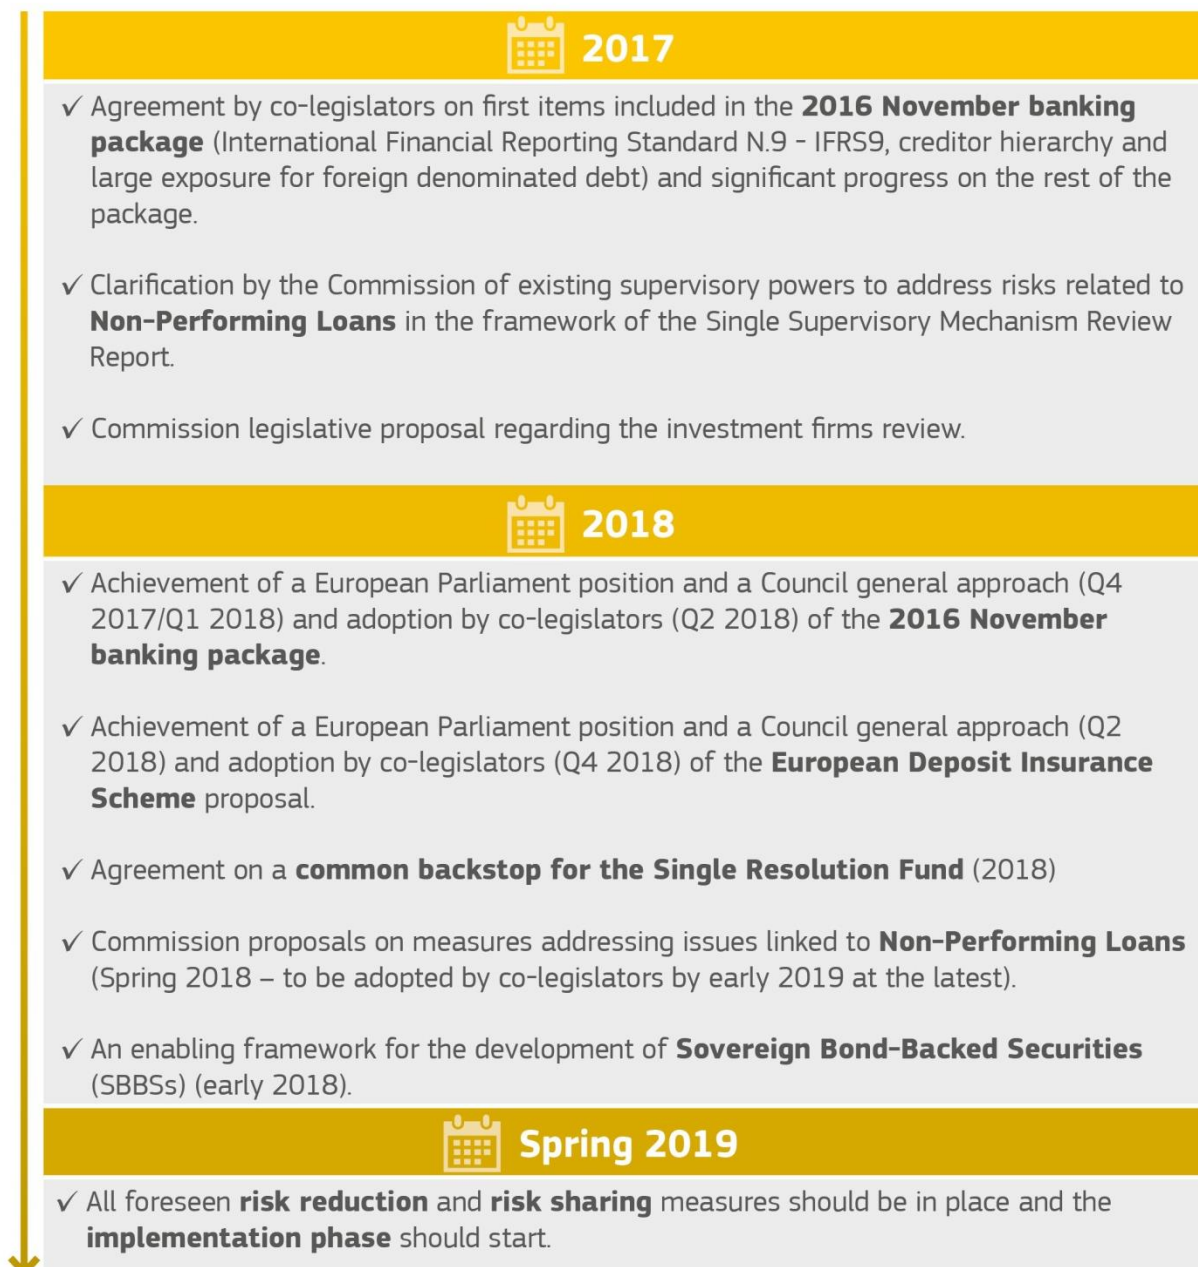 2017
✓ Agreement by co-legislators on first items included in the 2016 November banking
package (International Financial Reporting Standard N.9 - IFRS9, creditor hierarchy and
large exposure for foreign denominated debt) and significant progress on the rest of the
package.
✓ Clarification by the Commission of existing supervisory powers to address risks related to
Non-Performing Loans in the framework of the Single Supervisory Mechanism Review
Report.
✓ Commission legislative proposal regarding the investment firms review.
2018
✓ Achievement of a European Parliament position and a Council general approach (Q4
2017/Q1 2018) and adoption by co-legislators (Q2 2018) of the 2016 November
banking package.
✓ Achievement of a European Parliament position and a Council general approach (Q2
2018) and adoption by co-legislators (Q4 2018) of the European Deposit Insurance
Scheme proposal.
✓ Agreement on a common backstop for the Single Resolution Fund (2018)
✓ Commission proposals on measures addressing issues linked to Non-Performing Loans
(Spring 2018 – to be adopted by co-legislators by early 2019 at the latest).
✓ An enabling framework for the development of Sovereign Bond-Backed Securities
(SBBSs) (early 2018).
Spring 2019
✓ All foreseen risk reduction and risk sharing measures should be in place and the
implementation phase should start.